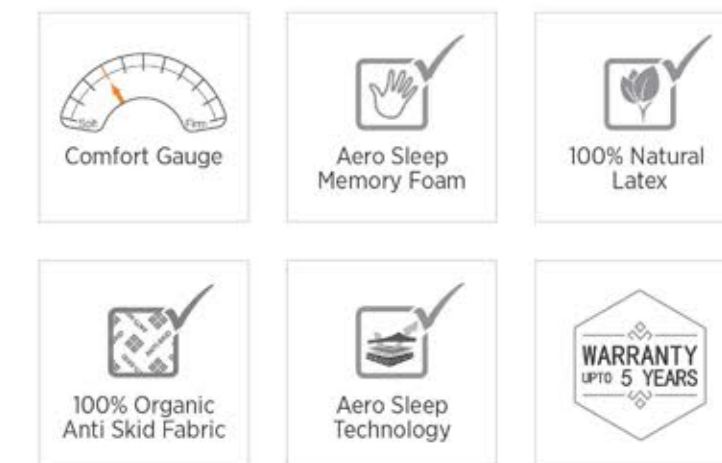 Soft
Firm
Comfort Gauge
Aero Sleep
Memory Foam
100% Natural
Latex
100% Organic
Anti Skid Fabric
Aero Sleep
Technology
WARRANTY
UPTO 5 YEARS